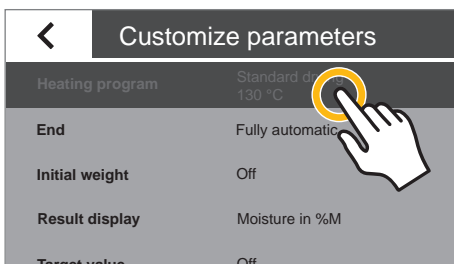 Customize parameters
Heating program
Standard drying
130 °C
End
Fully automatic
Initial weight
Off
Result display
Moisture in %M
Target value
Off